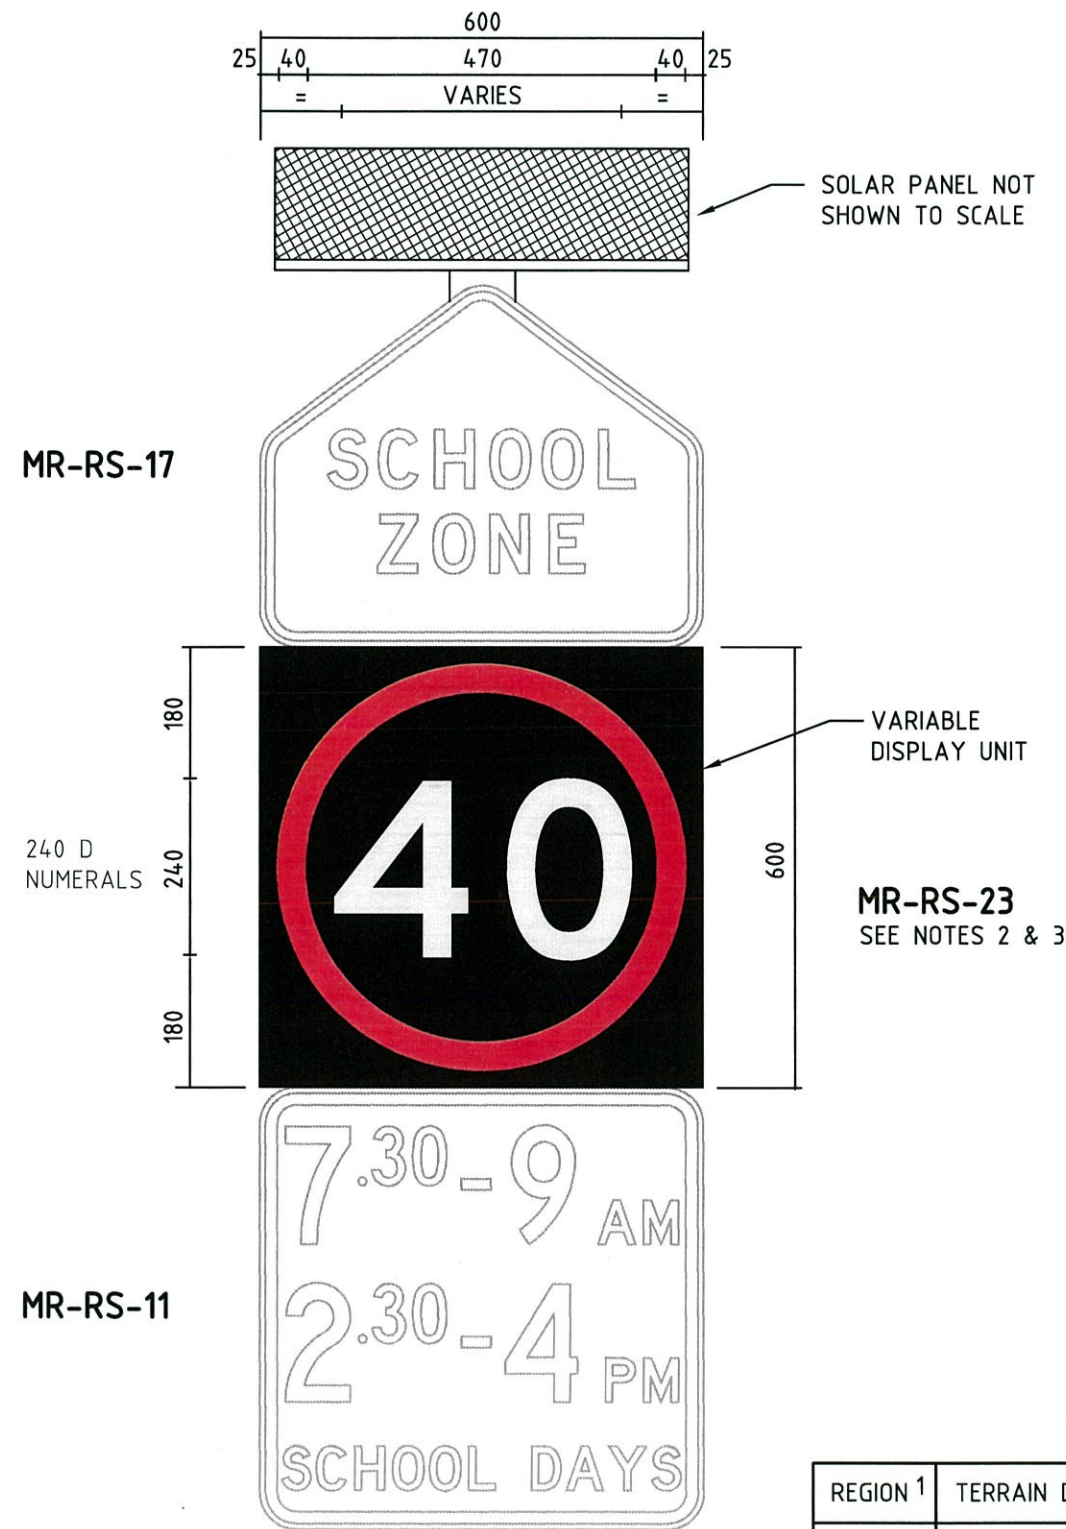 600
25 40 470 40 25
= VARIES =
SOLAR PANEL NOT
SHOWN TO SCALE
MR-RS-17
SCHOOL
ZONE
180
240
180
240 D
NUMERALS
40
600
VARIABLE
DISPLAY UNIT
MR-RS-23
SEE NOTES 2 & 3
MR-RS-11
7.30-9 AM
2.30-4 PM
SCHOOL DAYS
REGION 1 TERRAIN